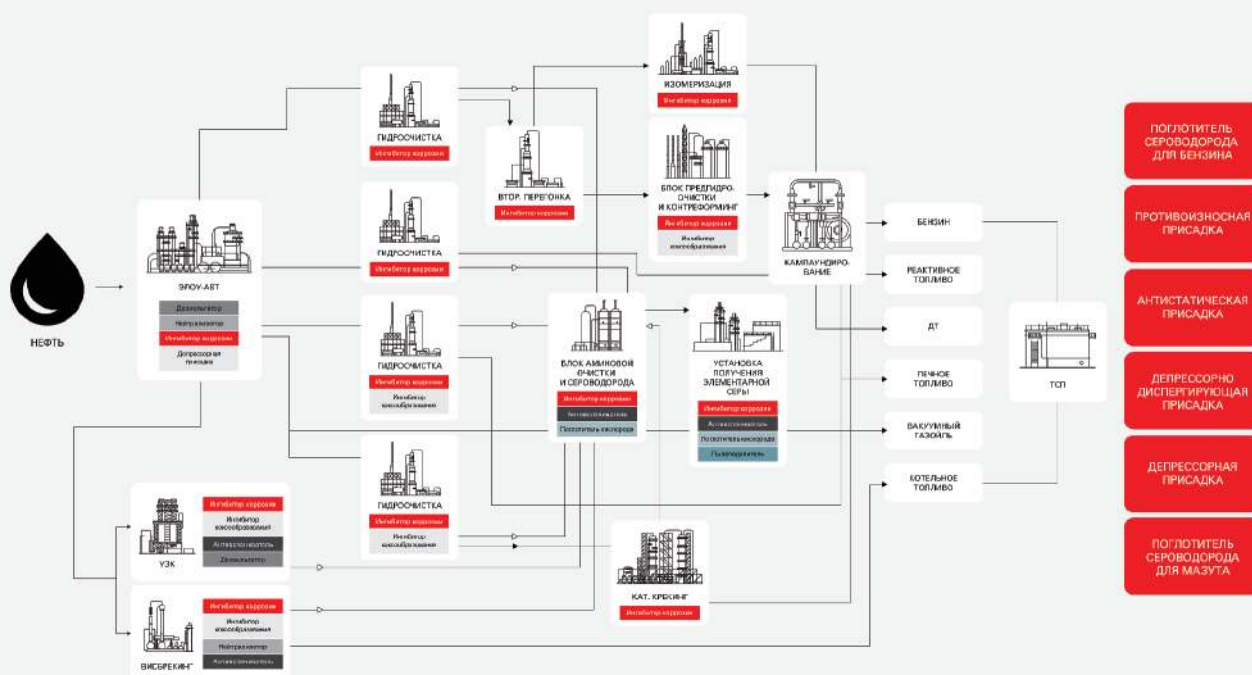 НЕФТЬ
ЭЛОУ-АВТ
Деэмульгатор
Нейтрализатор
Ингибитор коррозии
Депрессорная
присадка
УЗК
Ингибитор коррозии
Ингибитор
коксообразования
Антивспениватель
Деэмульгатор
ВИСБРЕКИНГ
Ингибитор коррозии
Ингибитор
коксообразования
Нейтрализатор
Антивспениватель
ГИДРООЧИСТКА
Ингибитор коррозии
ГИДРООЧИСТКА
Ингибитор коррозии
ГИДРООЧИСТКА
Ингибитор коррозии
Ингибитор
коксообразования
ГИДРООЧИСТКА
Ингибитор коррозии
Ингибитор
коксообразования
ВТОР. ПЕРЕГОНКА
Ингибитор коррозии
ИЗОМЕРИЗАЦИЯ
Ингибитор коррозии
БЛОК ПРЕДГИДРО-
ОЧИСТКИ
И КОНТРЕФОРМИНГ
Ингибитор коррозии
Ингибитор
коксообразования
БЛОК АМИНОВОЙ
ОЧИСТКИ
И СЕРОВОДОРОДА
Ингибитор коррозии
Антивспениватель
Поглотитель кислорода
УСТАНОВКА
ПОЛУЧЕНИЯ
ЭЛЕМЕНТАРНОЙ
СЕРЫ
Ингибитор коррозии
Антивспениватель
Поглотитель кислорода
Пылеподавитель
КАТ. КРЕКИНГ
Ингибитор коррозии
КАМПАУНДИРО-
ВАНИЕ
БЕНЗИН
РЕАКТИВНОЕ
ТОПЛИВО
ДТ
ПЕЧНОЕ
ТОПЛИВО
ВАКУУМНЫЙ
ГАЗОЙЛЬ
КОТЕЛЬНОЕ
ТОПЛИВО
ТСП
ПОГЛОТИТЕЛЬ
СЕРОВОДОРОДА
ДЛЯ БЕНЗИНА
ПРОТИВОИЗНОСНАЯ
ПРИСАДКА
АНТИСТАТИЧЕСКАЯ
ПРИСАДКА
ДЕПРЕССОРНО
ДИСПЕРГИРУЮЩАЯ
ПРИСАДКА
ДЕПРЕССОРНАЯ
ПРИСАДКА
ПОГЛОТИТЕЛЬ
СЕРОВОДОРОДА
ДЛЯ МАЗУТА